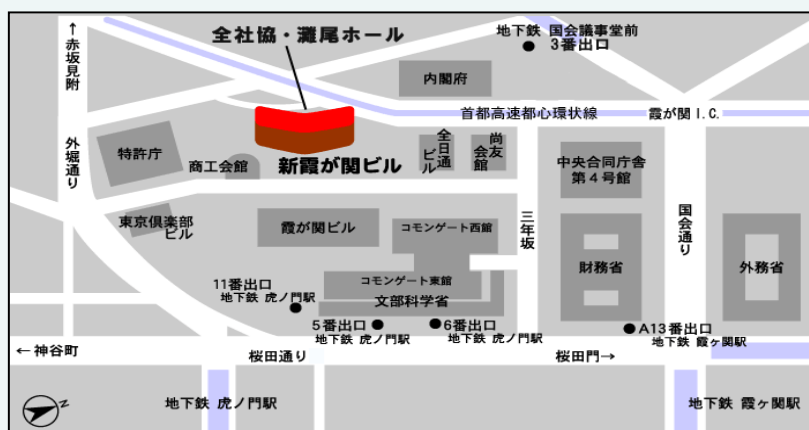 全社協・灘尾ホール
地下鉄 国会議事堂前
3番出口
↑赤坂見附
内閣府
首都高速都心環状線
霞が関 I.C.
外堀通り
特許庁
商工会館
新霞が関ビル
全日通
ビル
尚友
会館
中央合同庁舎
第4号館
東京倶楽部
ビル
霞が関ビル
コモンゲート西館
三年坂
国会通り
財務省
外務省
コモンゲート東館
文部科学省
11番出口
地下鉄 虎ノ門駅
5番出口
地下鉄 虎ノ門駅
6番出口
地下鉄 虎ノ門駅
A13番出口
地下鉄 霞ヶ関駅
←神谷町
桜田通り
桜田門→
地下鉄 虎ノ門駅
地下鉄 霞ヶ関駅
N